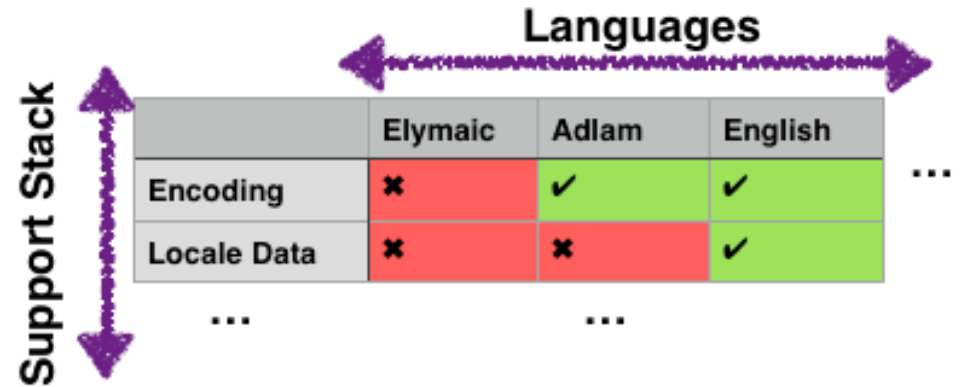 Languages
Support Stack
Elymaic Adlam English
Encoding ✖ ✔ ✔ ...
Locale Data ✖ ✖ ✔
... ...